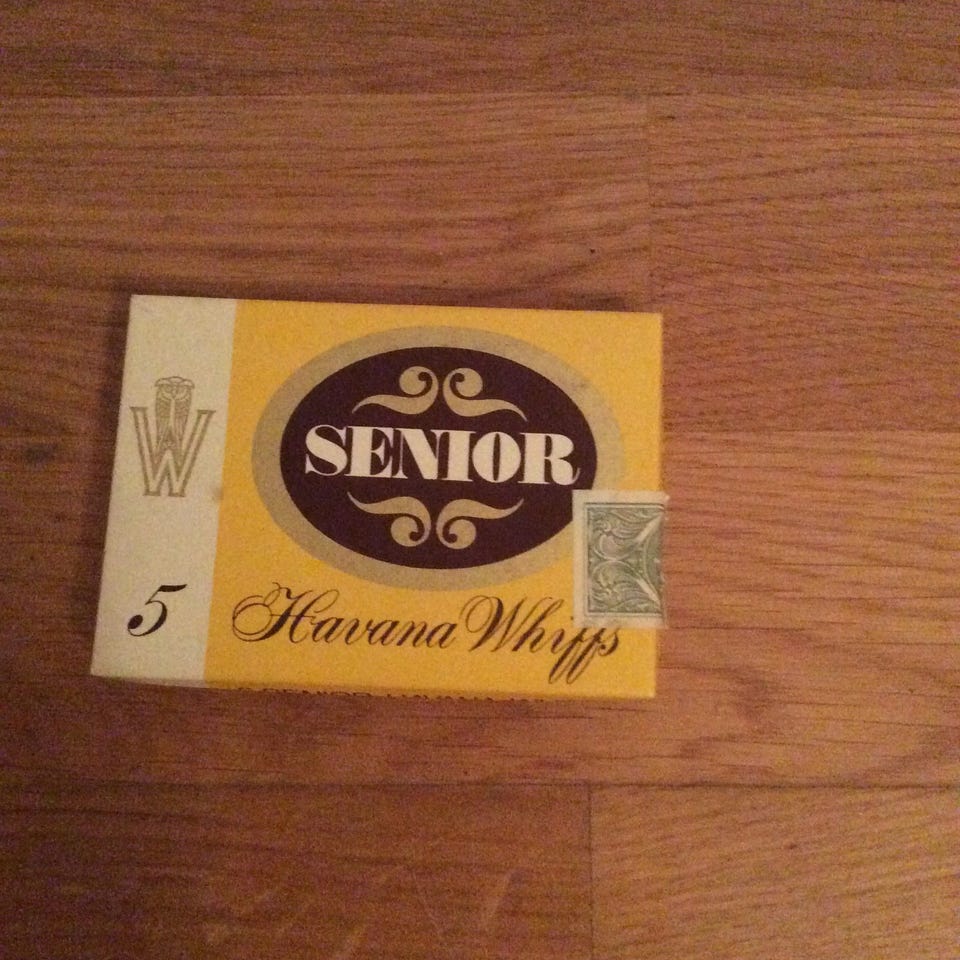 W
SENIOR
5
Havana Whiffs